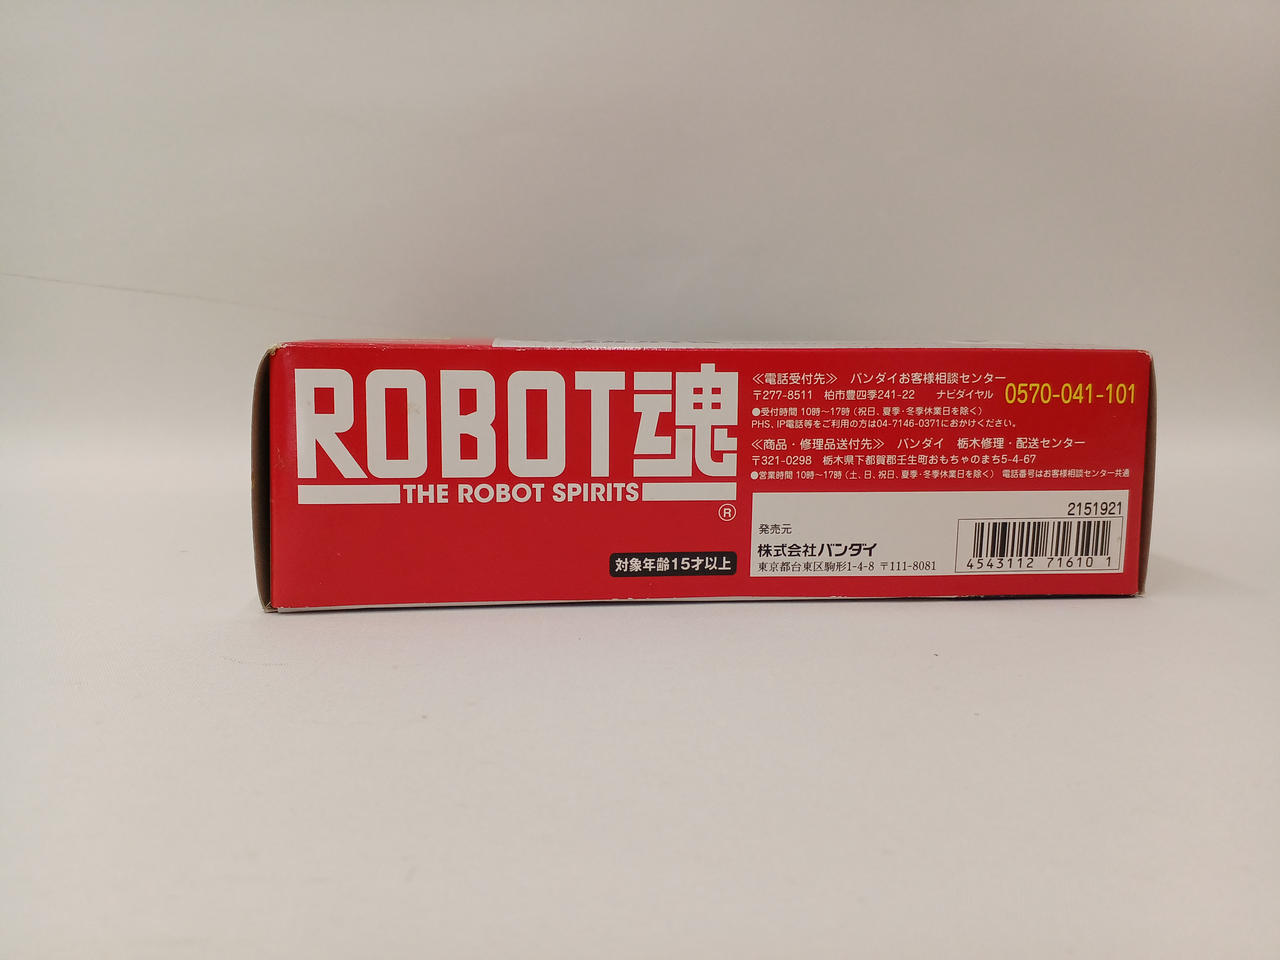 ROBOT魂
THE ROBOT SPIRITS
®
対象年齢15才以上
≪電話受付先≫ バンダイお客様相談センター
〒277-8511 柏市豊四季241-22 ナビダイヤル 0570-041-101
●受付時間 10時～17時(祝日、夏季・冬季休業日を除く)
PHS、IP電話等をご利用の方は04-7146-0371におかけください。
≪商品・修理品送付先≫ バンダイ 栃木修理・配送センター
〒321-0298 栃木県下都賀郡壬生町おもちゃのまち5-4-67
●営業時間 10時～17時(土、日、祝日、夏季・冬季休業日を除く) 電話番号はお客様相談センター共通
2151921
発売元
株式会社バンダイ
東京都台東区駒形1-4-8 〒111-8081
4543112 71610 1